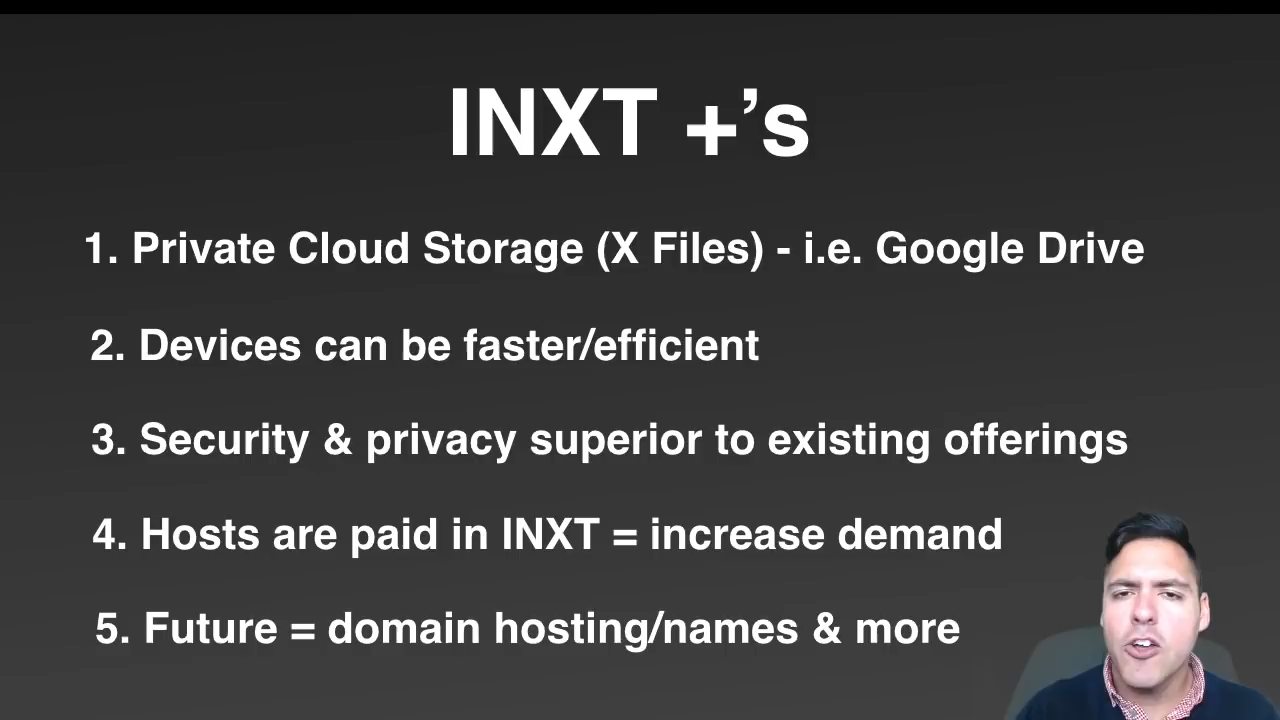 INXT +’s
1. Private Cloud Storage (X Files) - i.e. Google Drive
2. Devices can be faster/efficient
3. Security & privacy superior to existing offerings
4. Hosts are paid in INXT = increase demand
5. Future = domain hosting/names & more